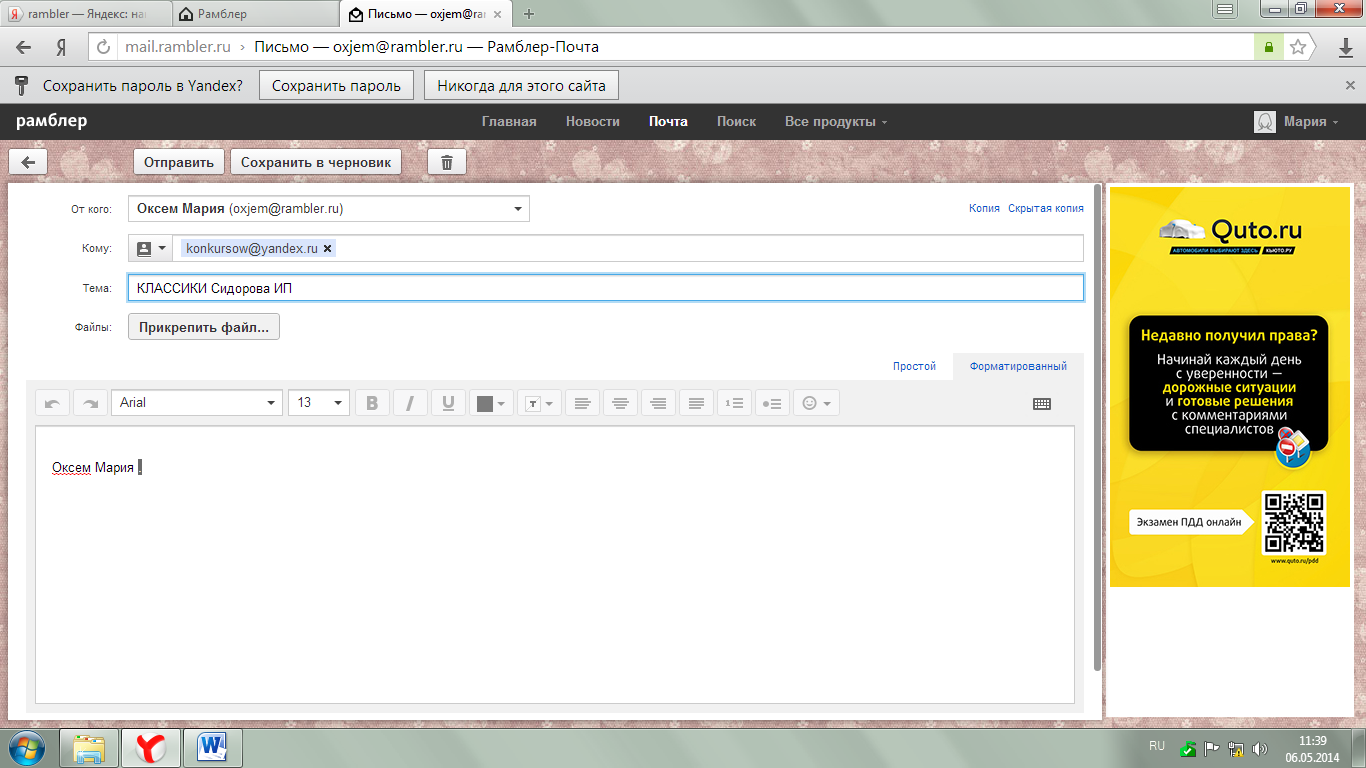 rambler — Яндекс: на
Рамблер
Письмо — oxjem@ra
mail.rambler.ru › Письмо — oxjem@rambler.ru — Рамблер-Почта
Сохранить пароль в Yandex? Сохранить пароль Никогда для этого сайта
рамблер Главная Новости Почта Поиск Все продукты Мария
Отправить Сохранить в черновик
От кого: Оксем Мария (oxjem@rambler.ru) Копия Скрытая копия
Кому: konkursow@yandex.ru
Тема: КЛАССИКИ Сидорова ИП
Файлы: Прикрепить файл...
Простой Форматированный
Arial 13 B I U T
Оксем Мария .
Quto.ru
АВТОМОБИЛИ ВЫБИРАЮТ ЗДЕСЬ КЬЮТО.РУ
Недавно получил права?
Начинай каждый день
с уверенности —
дорожные ситуации
и готовые решения
с комментариями
специалистов
Экзамен ПДД онлайн
www.quto.ru/pdd
RU 11:39
06.05.2014